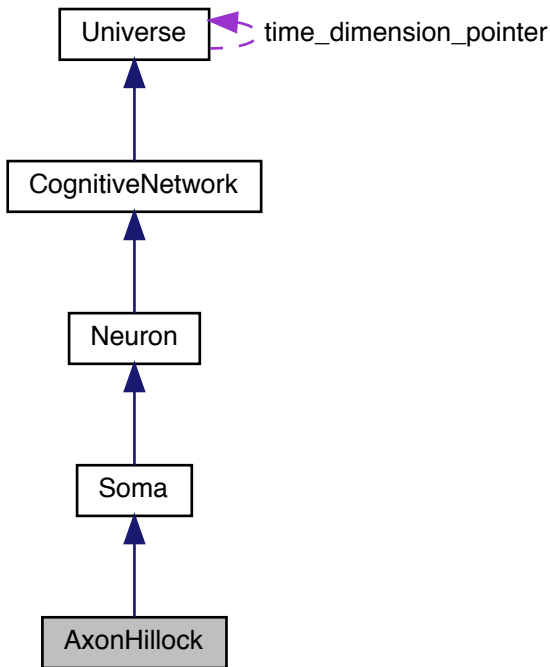 Universe
time_dimension_pointer
CognitiveNetwork
Neuron
Soma
AxonHillock